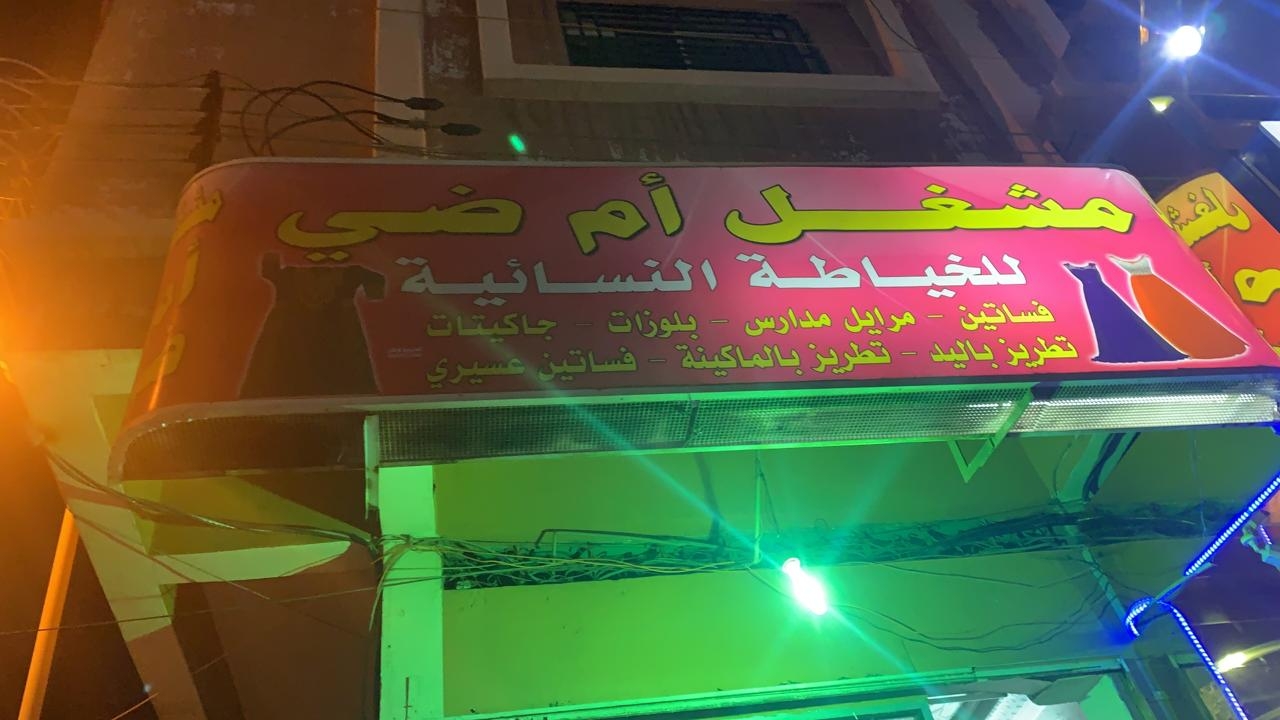 مشغل أم ضي
للخياطة النسائية
فساتين - مرايل مدارس - بلوزات - جاكيتات
تطريز باليد - تطريز بالماكينة - فساتين عسيري